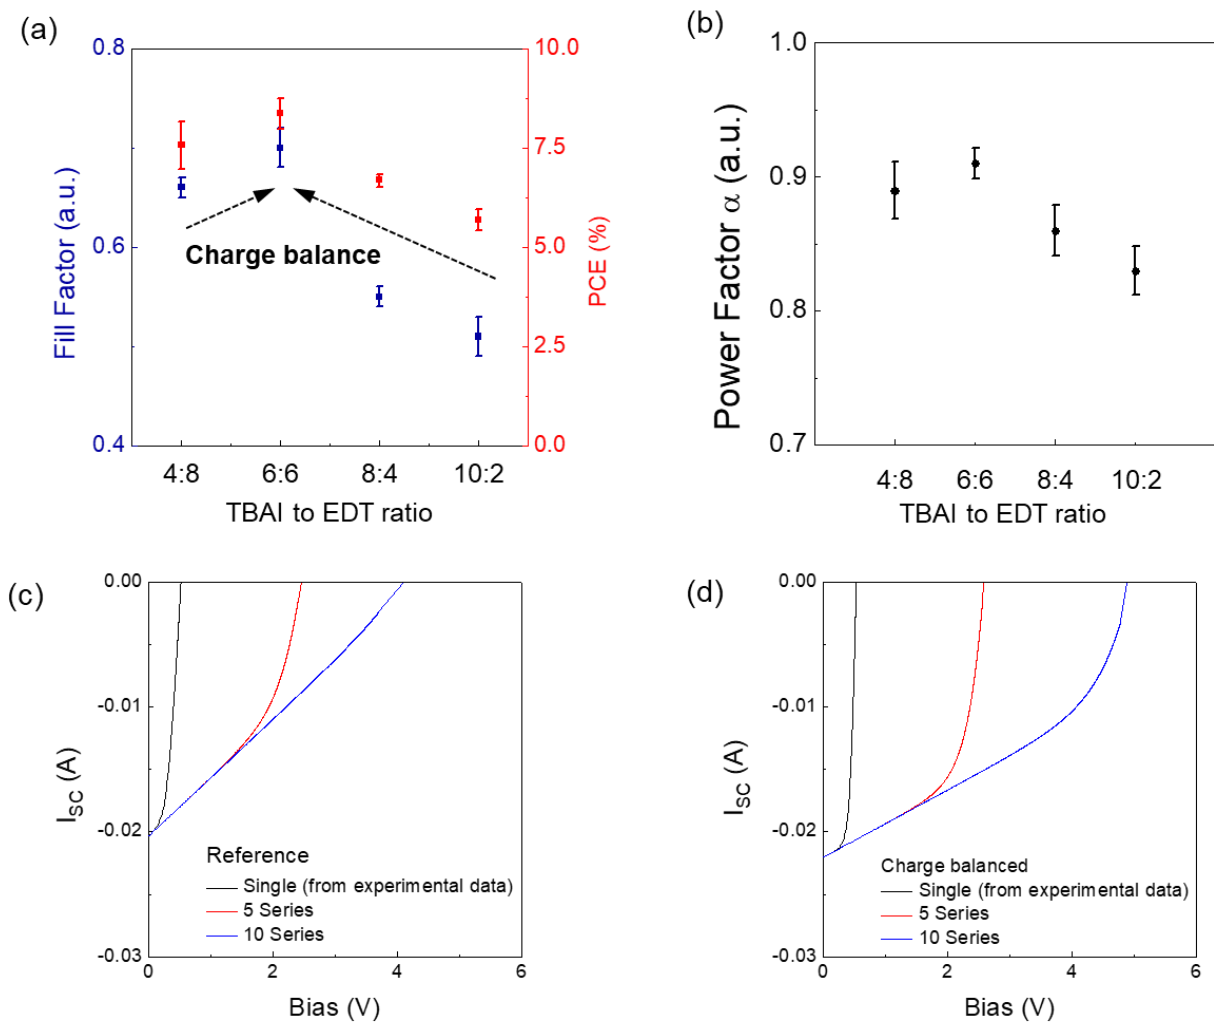 (a)
0.8
0.6
0.4
Fill Factor (a.u.)
10.0
7.5
5.0
2.5
0.0
PCE (%)
Charge balance
4:8 6:6 8:4 10:2
TBAI to EDT ratio
(b)
1.0
0.9
0.8
0.7
Power Factor α (a.u.)
4:8 6:6 8:4 10:2
TBAI to EDT ratio
(c)
0.00
-0.01
-0.02
-0.03
ISC (A)
Reference
Single (from experimental data)
5 Series
10 Series
0 2 4 6
Bias (V)
(d)
0.00
-0.01
-0.02
-0.03
ISC (A)
Charge balanced
Single (from experimental data)
5 Series
10 Series
0 2 4 6
Bias (V)